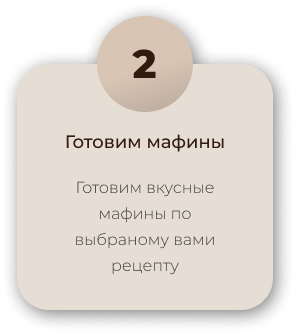 2
Готовим мафины
Готовим вкусные
мафины по
выбраному вами
рецепту